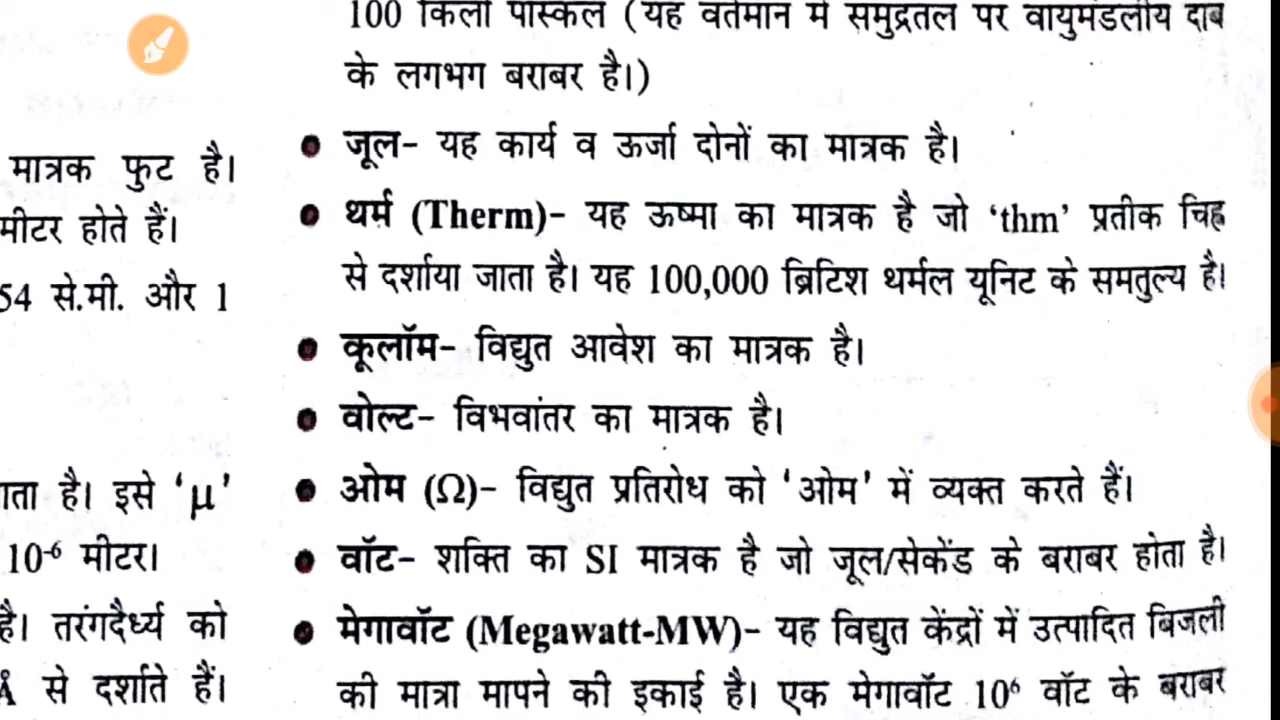 मात्रक फुट है।
मीटर होते हैं।
54 से.मी. और 1
है। इसे ‘µ’
10⁻⁶ मीटर।
है। तरंगदैर्ध्य को
से दर्शाते हैं।
100 किलो पास्कल (यह वर्तमान में समुद्रतल पर वायुमंडलीय दाब
के लगभग बराबर है।)
● जूल- यह कार्य व ऊर्जा दोनों का मात्रक है।
● थर्म (Therm)- यह ऊष्मा का मात्रक है जो ‘thm’ प्रतीक चिह्न
से दर्शाया जाता है। यह 100,000 ब्रिटिश थर्मल यूनिट के समतुल्य है।
● कूलॉम- विद्युत आवेश का मात्रक है।
● वोल्ट- विभवांतर का मात्रक है।
● ओम (Ω)- विद्युत प्रतिरोध को ‘ओम’ में व्यक्त करते हैं।
● वॉट- शक्ति का SI मात्रक है जो जूल/सेकेंड के बराबर होता है।
● मेगावॉट (Megawatt-MW)- यह विद्युत केंद्रों में उत्पादित बिजली
की मात्रा मापने की इकाई है। एक मेगावॉट 10⁶ वॉट के बराबर